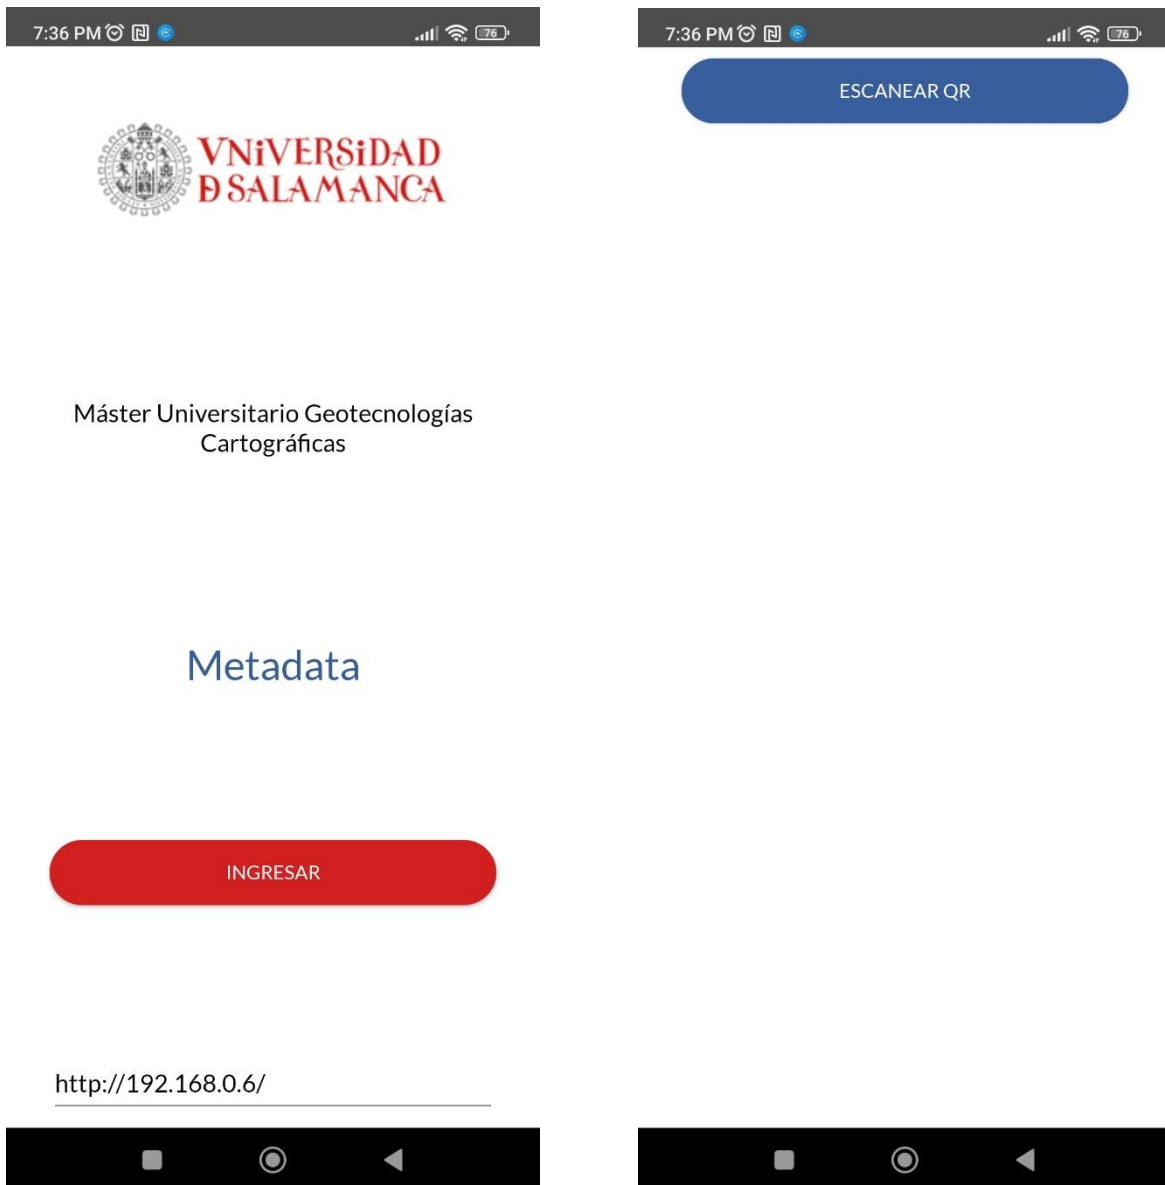 7:36 PM
76
VNiVERSiDAD
Ð SALAMANCA
Máster Universitario Geotecnologías
Cartográficas
Metadata
INGRESAR
http://192.168.0.6/
7:36 PM
76
ESCANEAR QR